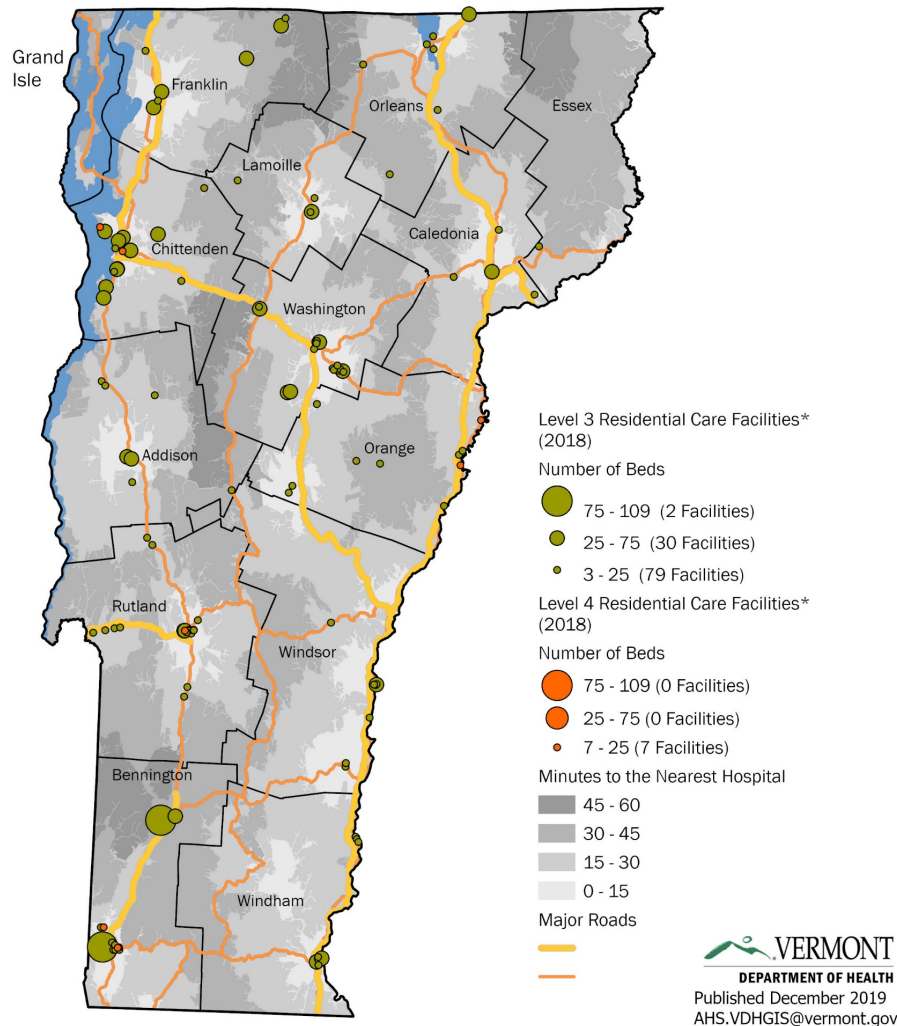 Grand
Isle
Franklin
Orleans
Essex
Lamoille
Caledonia
Chittenden
Washington
Addison
Orange
Rutland
Windsor
Bennington
Windham
Level 3 Residential Care Facilities*
(2018)
Number of Beds
75 - 109 (2 Facilities)
25 - 75 (30 Facilities)
3 - 25 (79 Facilities)
Level 4 Residential Care Facilities*
(2018)
Number of Beds
75 - 109 (0 Facilities)
25 - 75 (0 Facilities)
7 - 25 (7 Facilities)
Minutes to the Nearest Hospital
45 - 60
30 - 45
15 - 30
0 - 15
Major Roads
VERMONT
DEPARTMENT OF HEALTH
Published December 2019
AHS.VDHGIS@vermont.gov